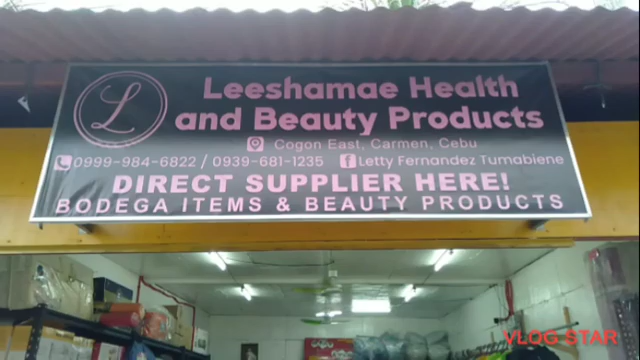 L
Leeshamae Health
and Beauty Products
Cogon East, Carmen, Cebu
0999-984-6822 / 0939-681-1235 f Letty Fernandez Tumabiene
DIRECT SUPPLIER HERE!
BODEGA ITEMS & BEAUTY PRODUCTS
VLOG STAR